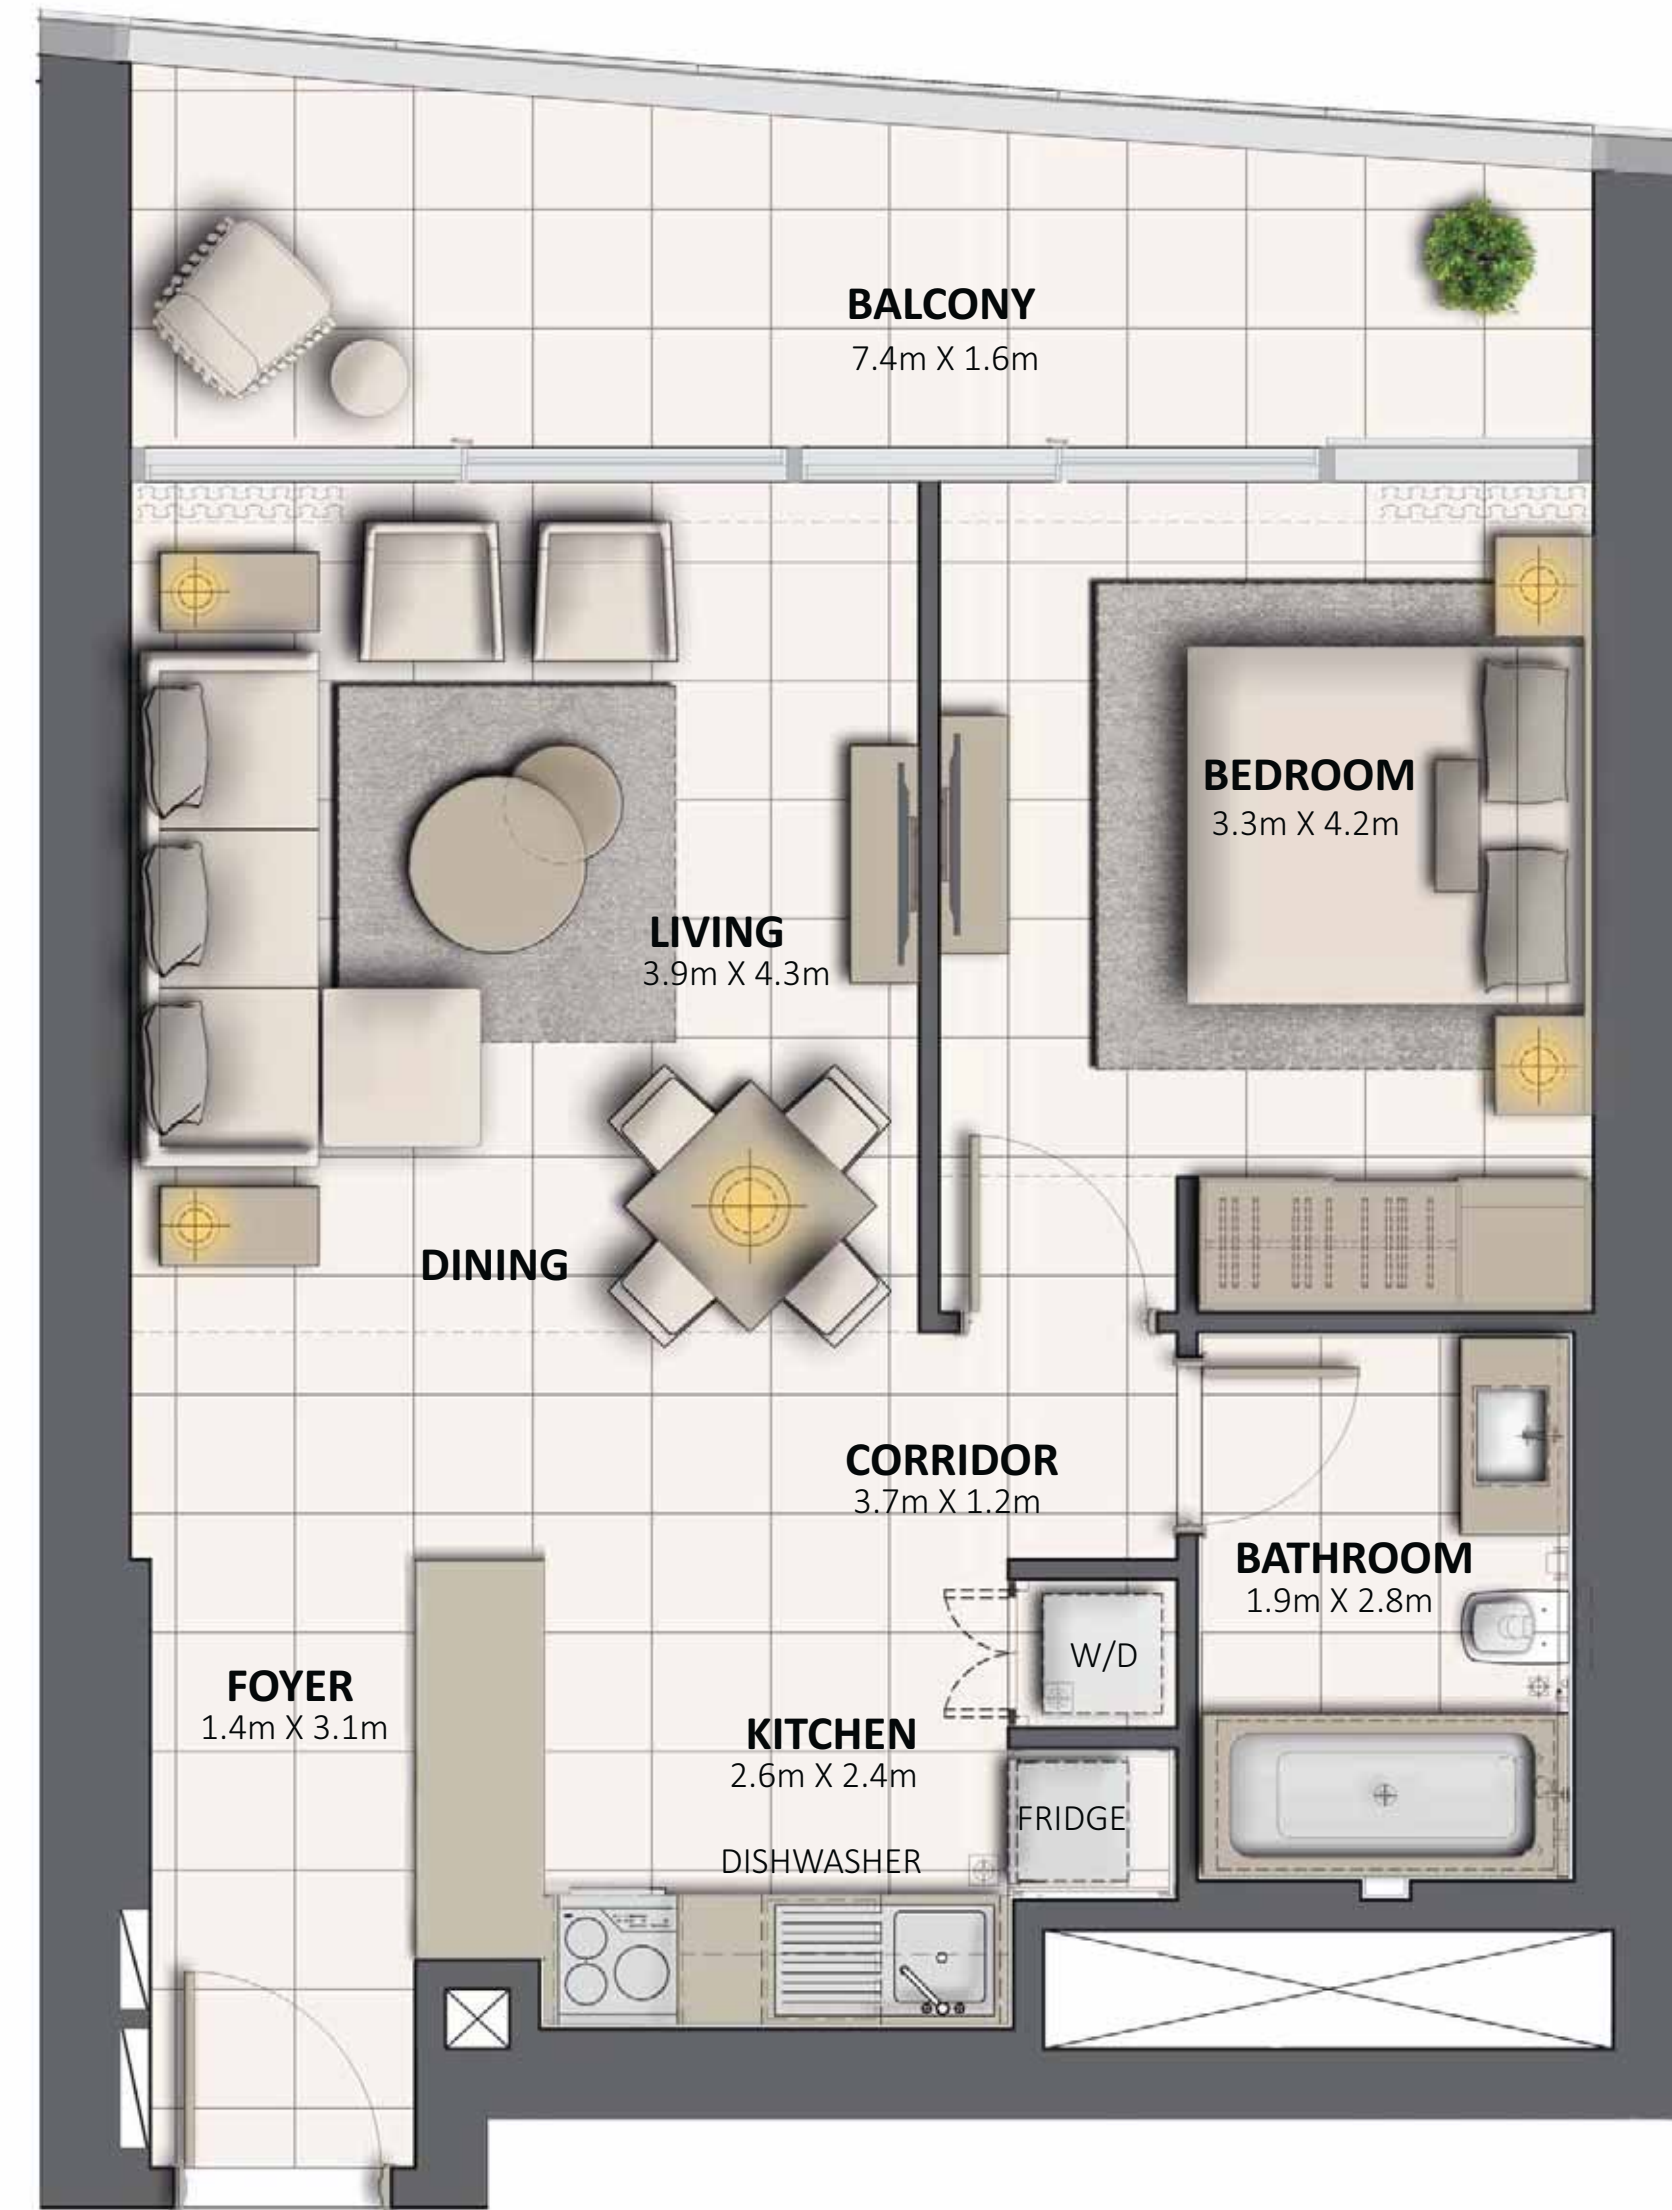 BALCONY
7.4m X 1.6m
BEDROOM
3.3m X 4.2m
LIVING
3.9m X 4.3m
DINING
CORRIDOR
3.7m X 1.2m
BATHROOM
1.9m X 2.8m
W/D
FOYER
1.4m X 3.1m
KITCHEN
2.6m X 2.4m
FRIDGE
DISHWASHER